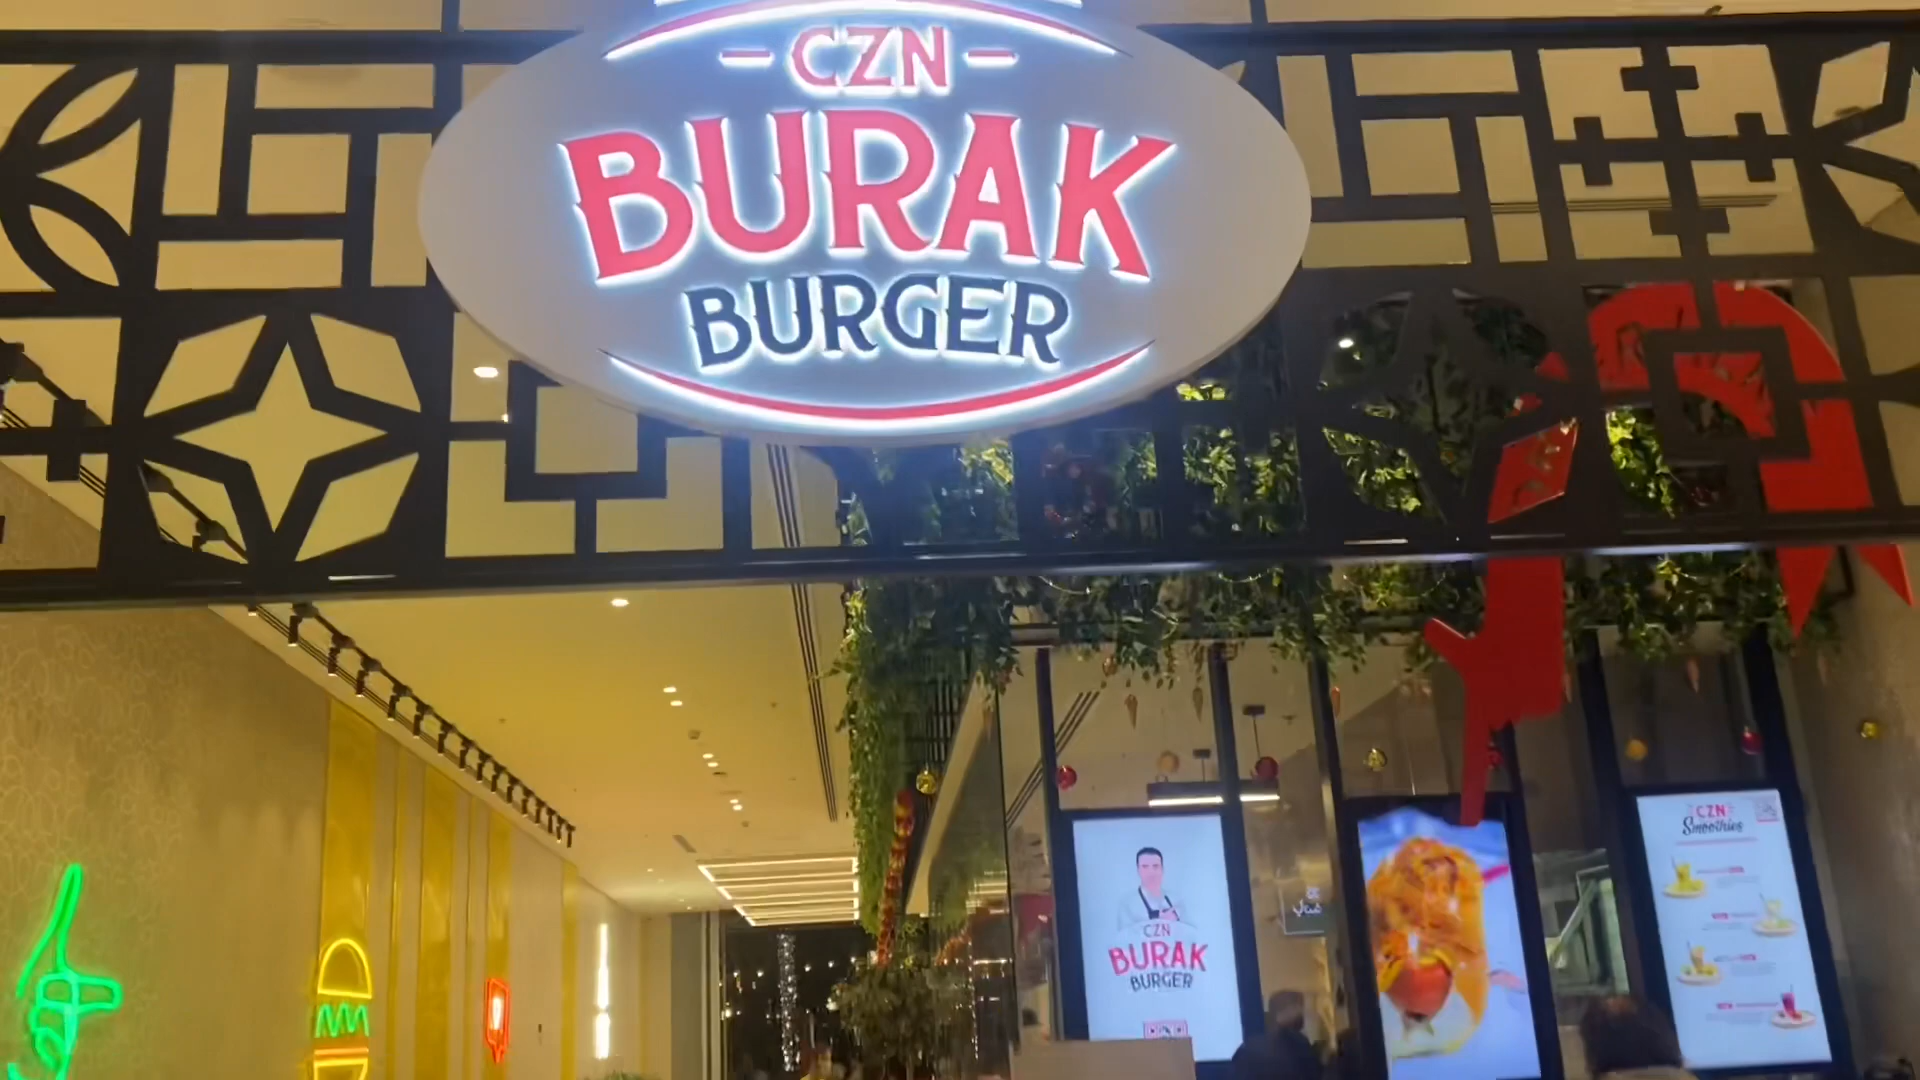 CZN
BURAK
BURGER
CZN
BURAK
BURGER
CZN
Smoothies